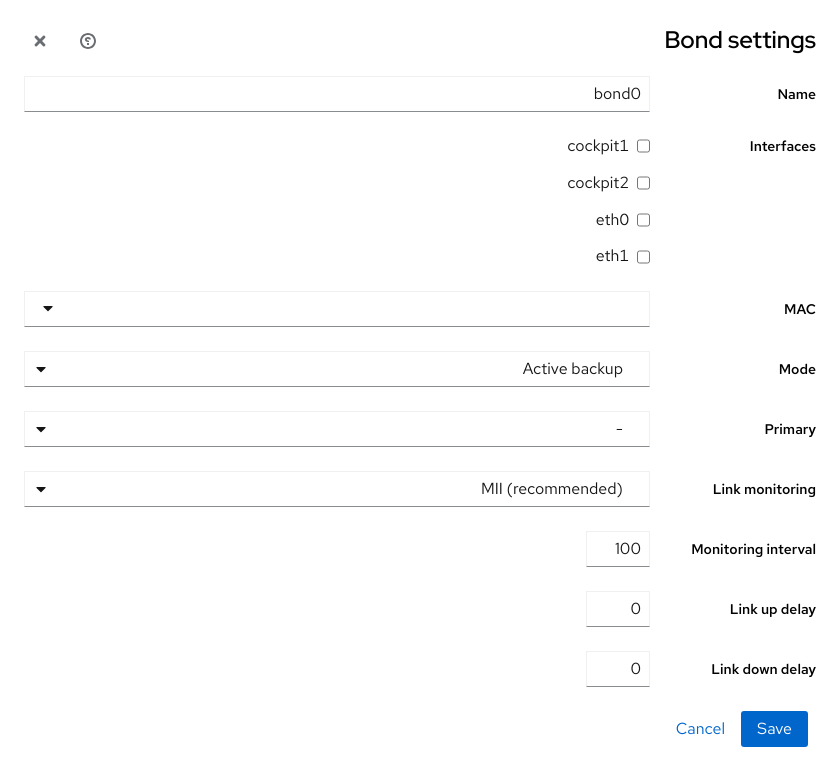 Bond settings
Name
bond0
Interfaces
cockpit1
cockpit2
eth0
eth1
MAC
Mode
Active backup
Primary
-
Link monitoring
MII (recommended)
Monitoring interval
100
Link up delay
0
Link down delay
0
Save
Cancel